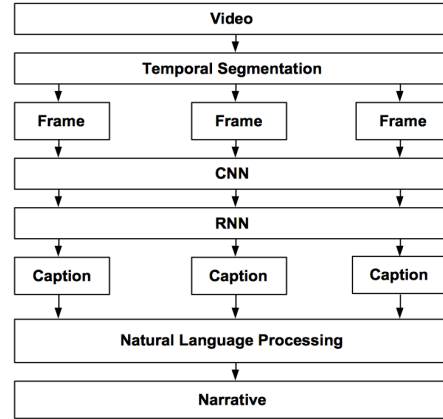 Video
Temporal Segmentation
Frame Frame Frame
CNN
RNN
Caption Caption Caption
Natural Language Processing
Narrative